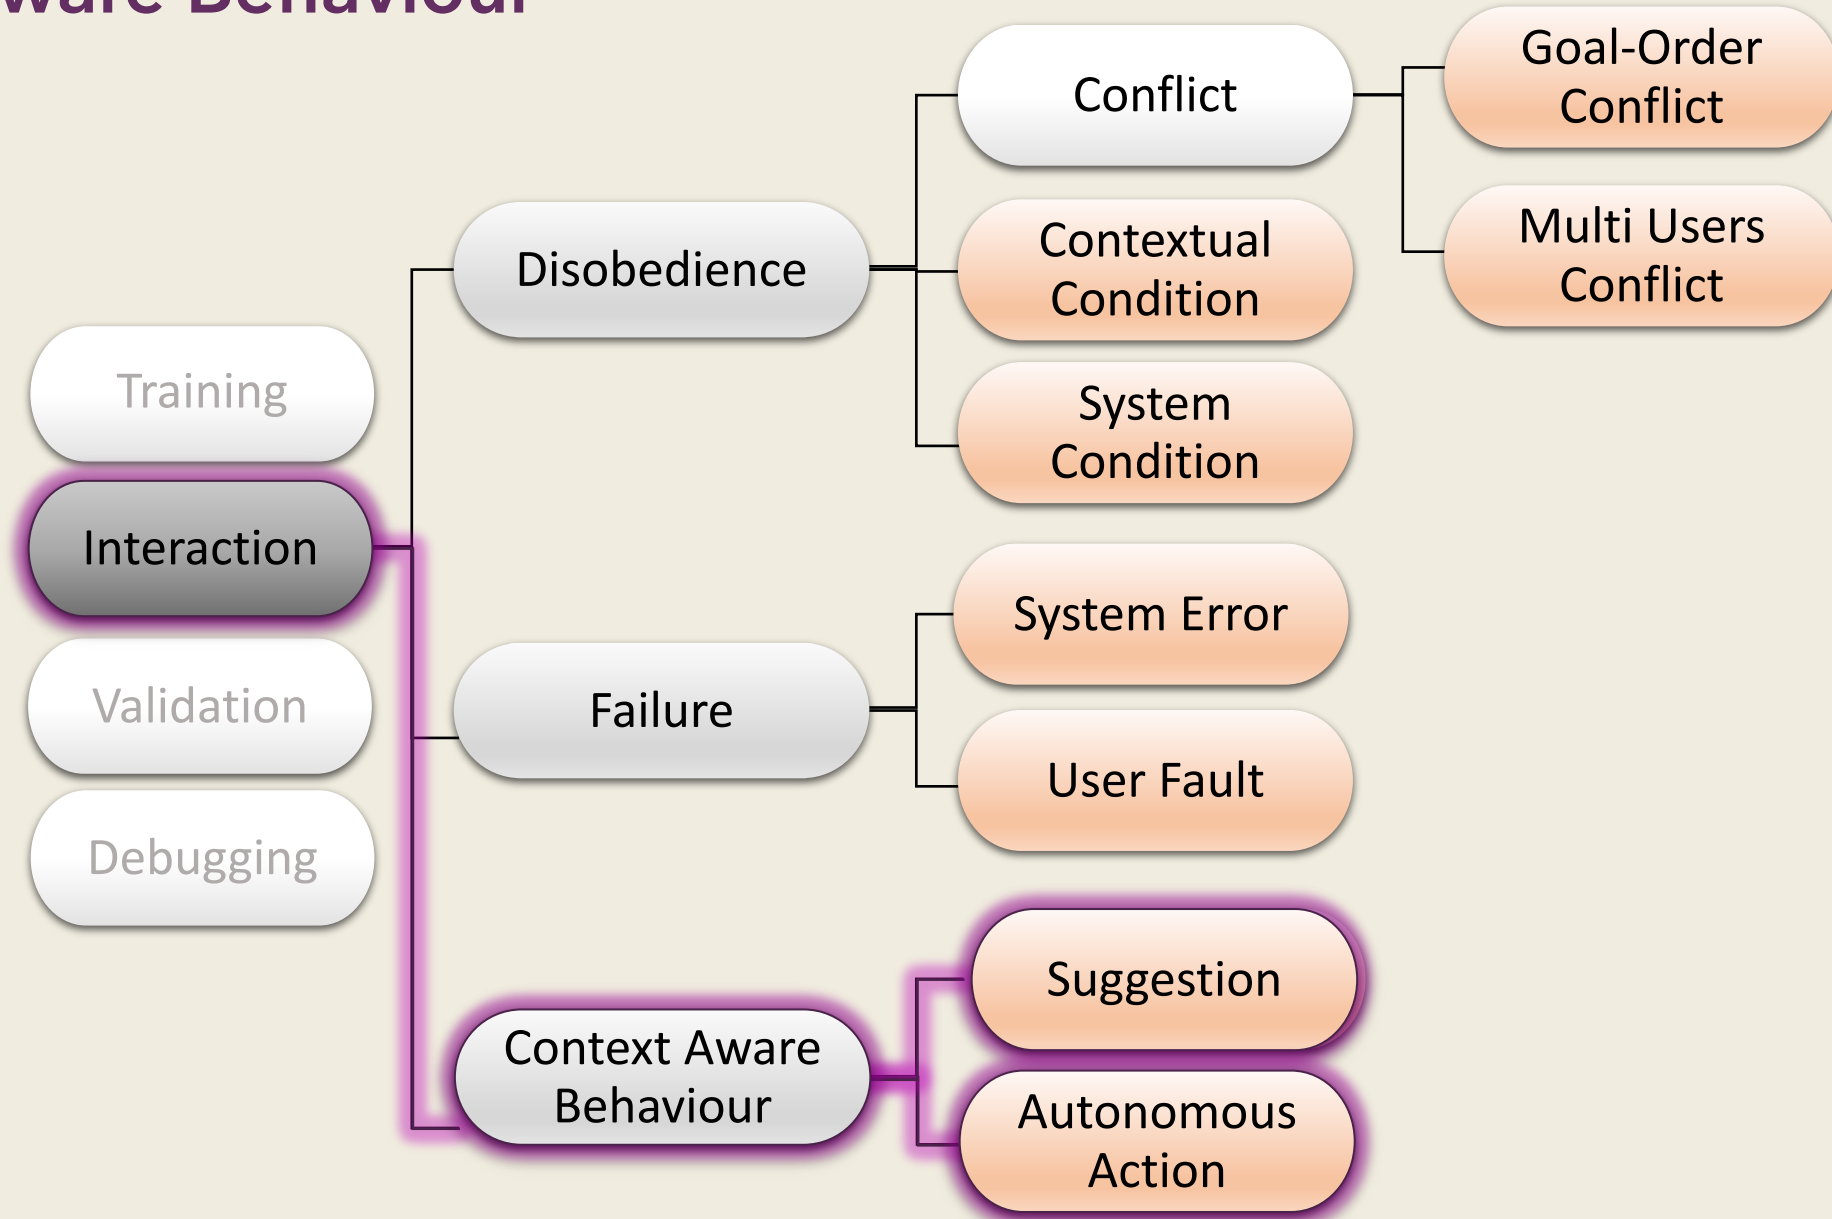 Behaviour
Training
Interaction
Validation
Debugging
Disobedience
Failure
Context Aware
Behaviour
Conflict
Contextual
Condition
System
Condition
System Error
User Fault
Suggestion
Autonomous
Action
Goal-Order
Conflict
Multi Users
Conflict